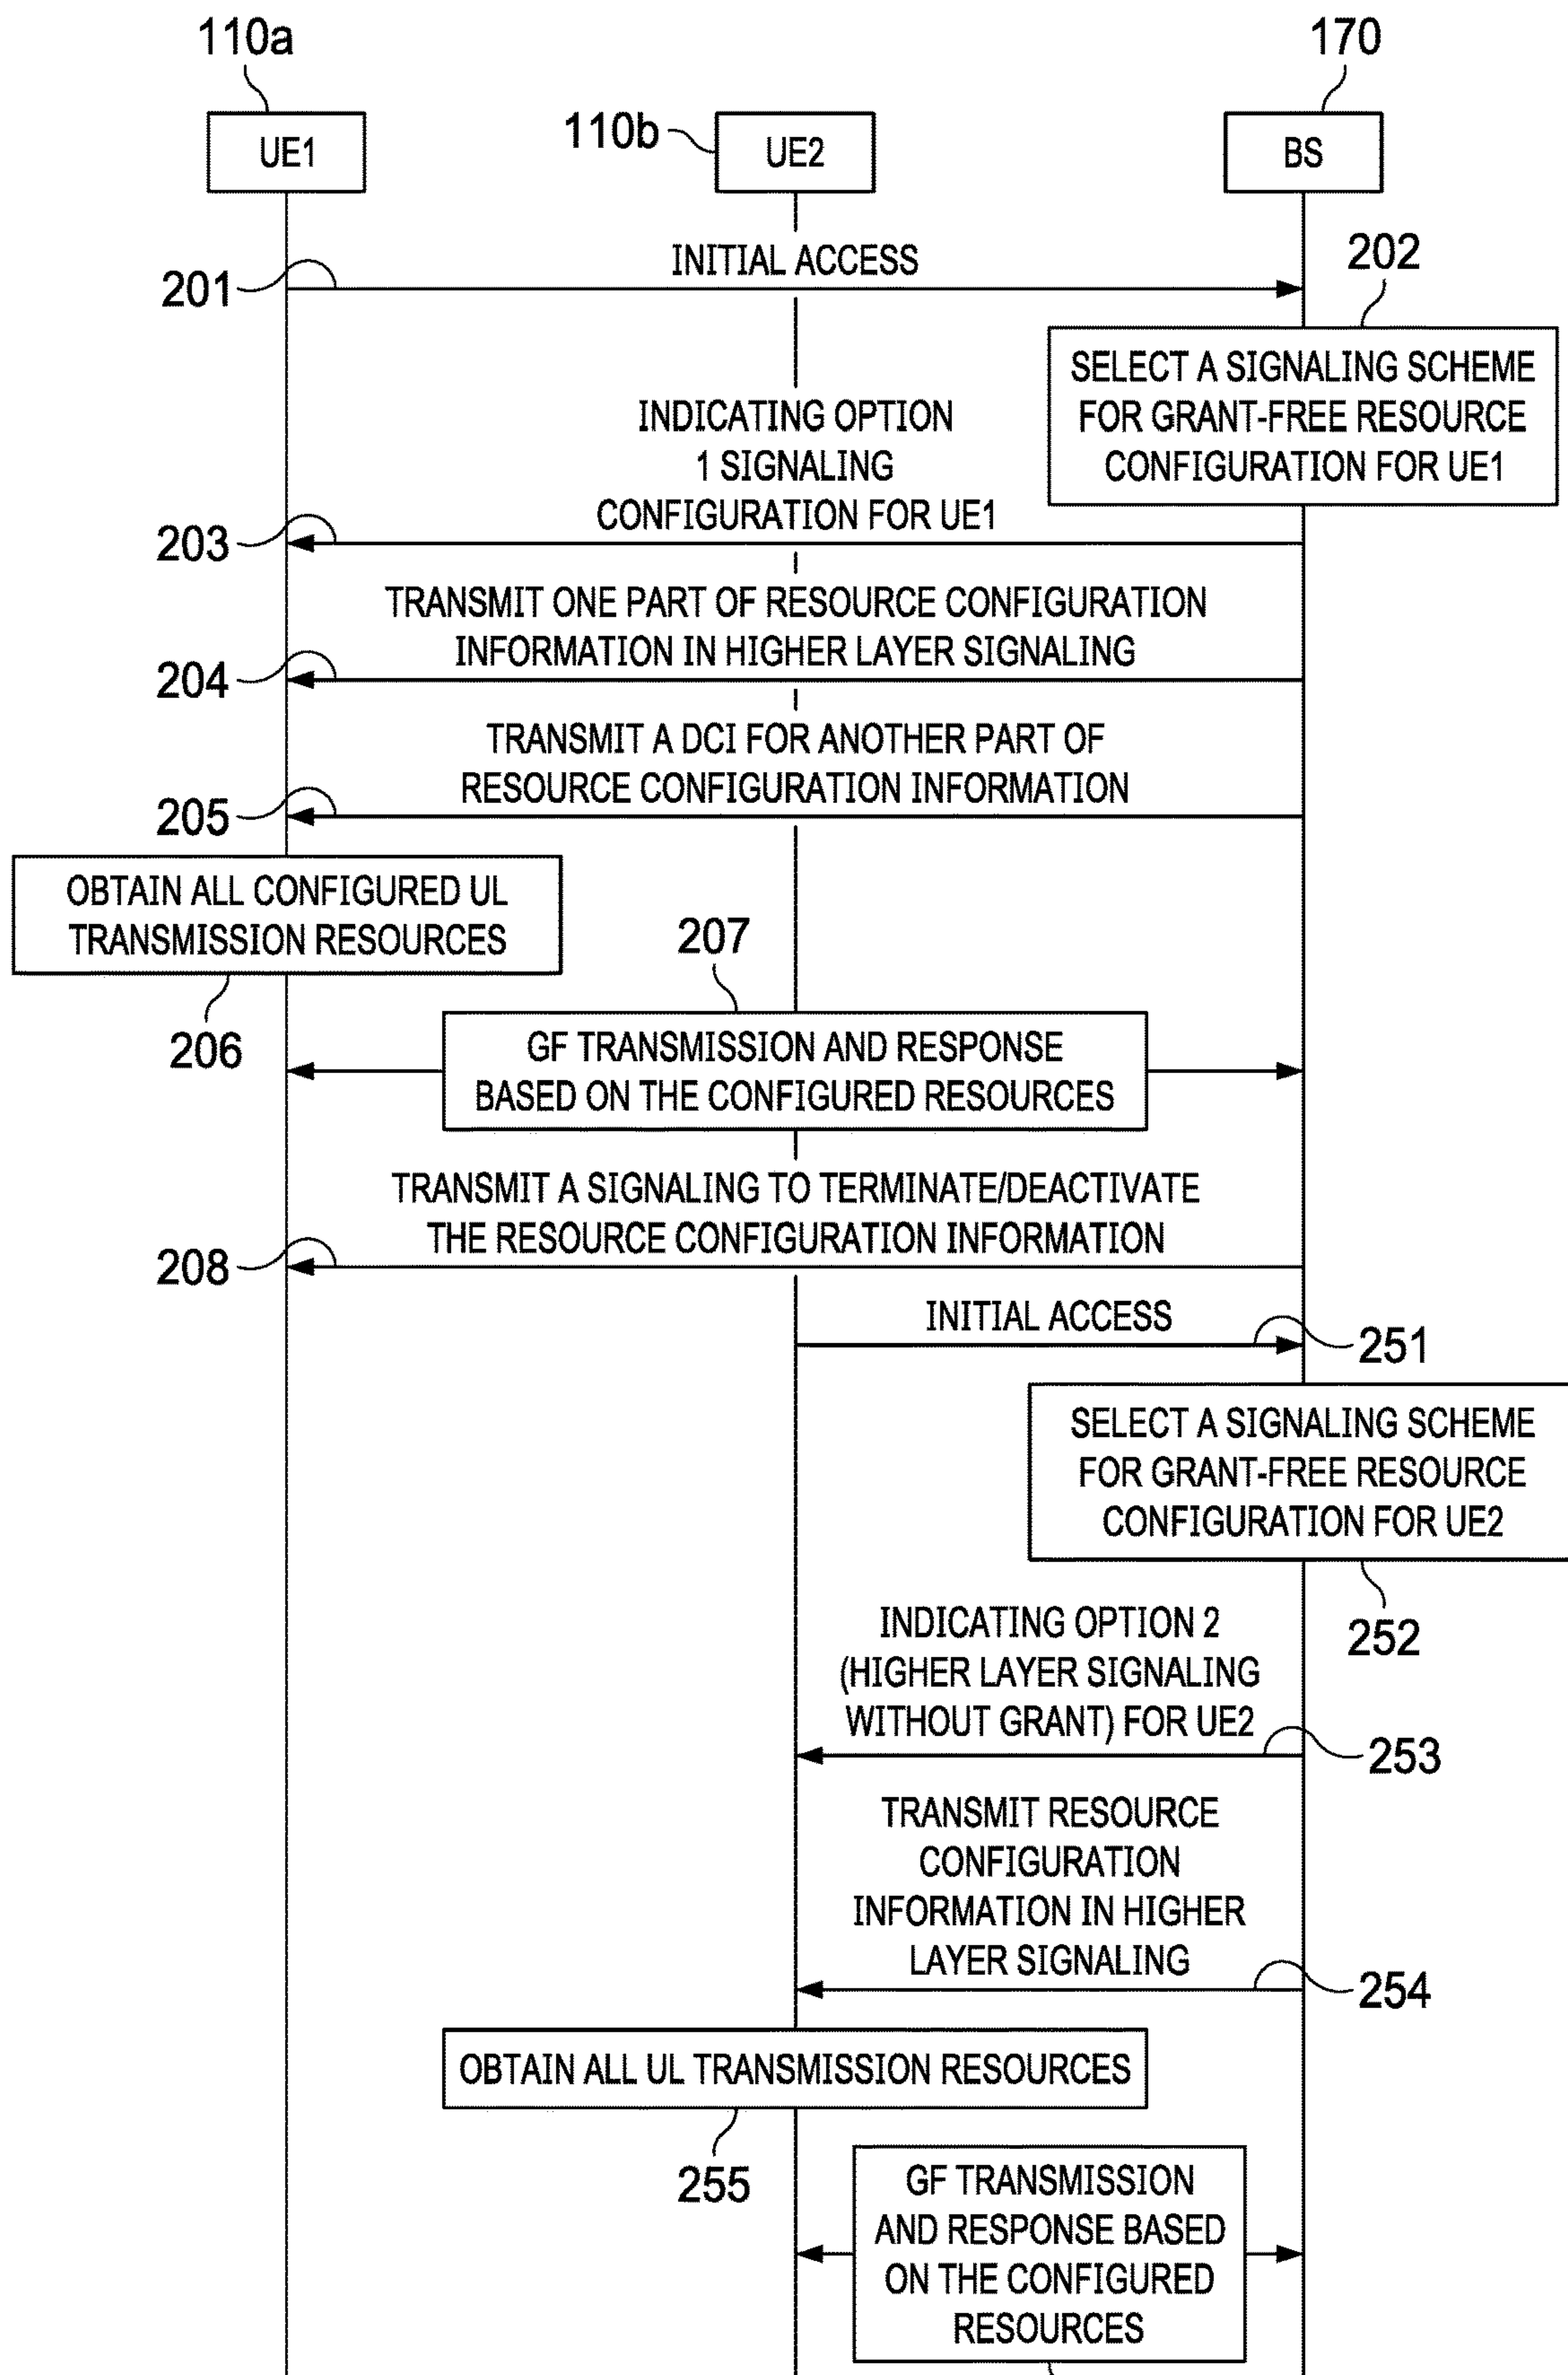 110a
170
110b
UE1
UE2
BS
INITIAL ACCESS
201
202
SELECT A SIGNALING SCHEME
FOR GRANT-FREE RESOURCE
CONFIGURATION FOR UE1
INDICATING OPTION
1 SIGNALING
CONFIGURATION FOR UE1
203
TRANSMIT ONE PART OF RESOURCE CONFIGURATION
INFORMATION IN HIGHER LAYER SIGNALING
204
TRANSMIT A DCI FOR ANOTHER PART OF
RESOURCE CONFIGURATION INFORMATION
205
OBTAIN ALL CONFIGURED UL
TRANSMISSION RESOURCES
206
207
GF TRANSMISSION AND RESPONSE
BASED ON THE CONFIGURED RESOURCES
TRANSMIT A SIGNALING TO TERMINATE/DEACTIVATE
THE RESOURCE CONFIGURATION INFORMATION
208
INITIAL ACCESS
251
SELECT A SIGNALING SCHEME
FOR GRANT-FREE RESOURCE
CONFIGURATION FOR UE2
252
INDICATING OPTION 2
(HIGHER LAYER SIGNALING
WITHOUT GRANT) FOR UE2
253
TRANSMIT RESOURCE
CONFIGURATION
INFORMATION IN HIGHER
LAYER SIGNALING
254
OBTAIN ALL UL TRANSMISSION RESOURCES
255
GF TRANSMISSION
AND RESPONSE BASED
ON THE CONFIGURED
RESOURCES